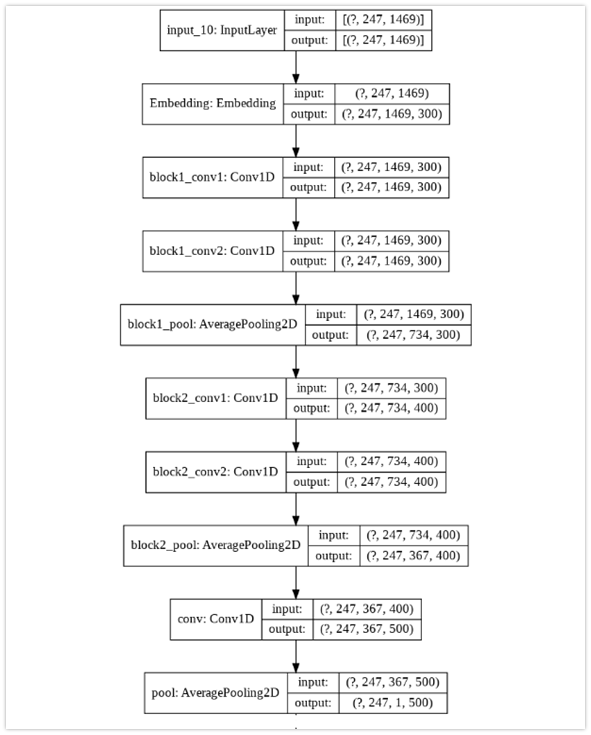 input_10: InputLayer
input: [(?, 247, 1469)]
output: [(?, 247, 1469)]
Embedding: Embedding
input: (?, 247, 1469)
output: (?, 247, 1469, 300)
block1_conv1: Conv1D
input: (?, 247, 1469, 300)
output: (?, 247, 1469, 300)
block1_conv2: Conv1D
input: (?, 247, 1469, 300)
output: (?, 247, 1469, 300)
block1_pool: AveragePooling2D
input: (?, 247, 1469, 300)
output: (?, 247, 734, 300)
block2_conv1: Conv1D
input: (?, 247, 734, 300)
output: (?, 247, 734, 400)
block2_conv2: Conv1D
input: (?, 247, 734, 400)
output: (?, 247, 734, 400)
block2_pool: AveragePooling2D
input: (?, 247, 734, 400)
output: (?, 247, 367, 400)
conv: Conv1D
input: (?, 247, 367, 400)
output: (?, 247, 367, 500)
pool: AveragePooling2D
input: (?, 247, 367, 500)
output: (?, 247, 1, 500)